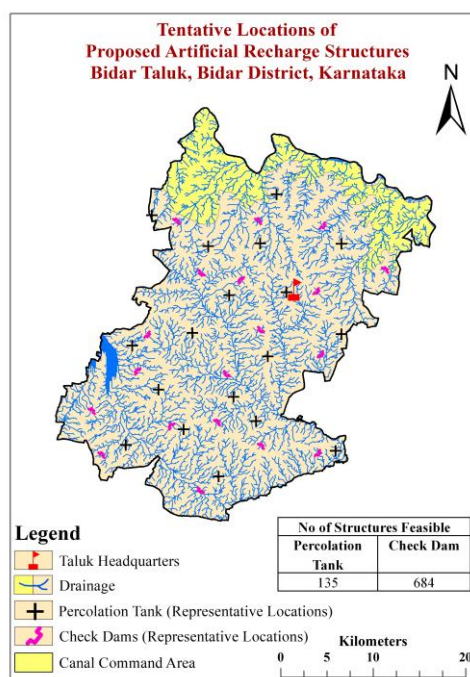 Tentative Locations of
Proposed Artificial Recharge Structures
Bidar Taluk, Bidar District, Karnataka
N
Legend
Taluk Headquarters
Drainage
Percolation Tank (Representative Locations)
Check Dams (Representative Locations)
Canal Command Area
No of Structures Feasible
Percolation Tank
Check Dam
135
684
Kilometers
0 5 10 20